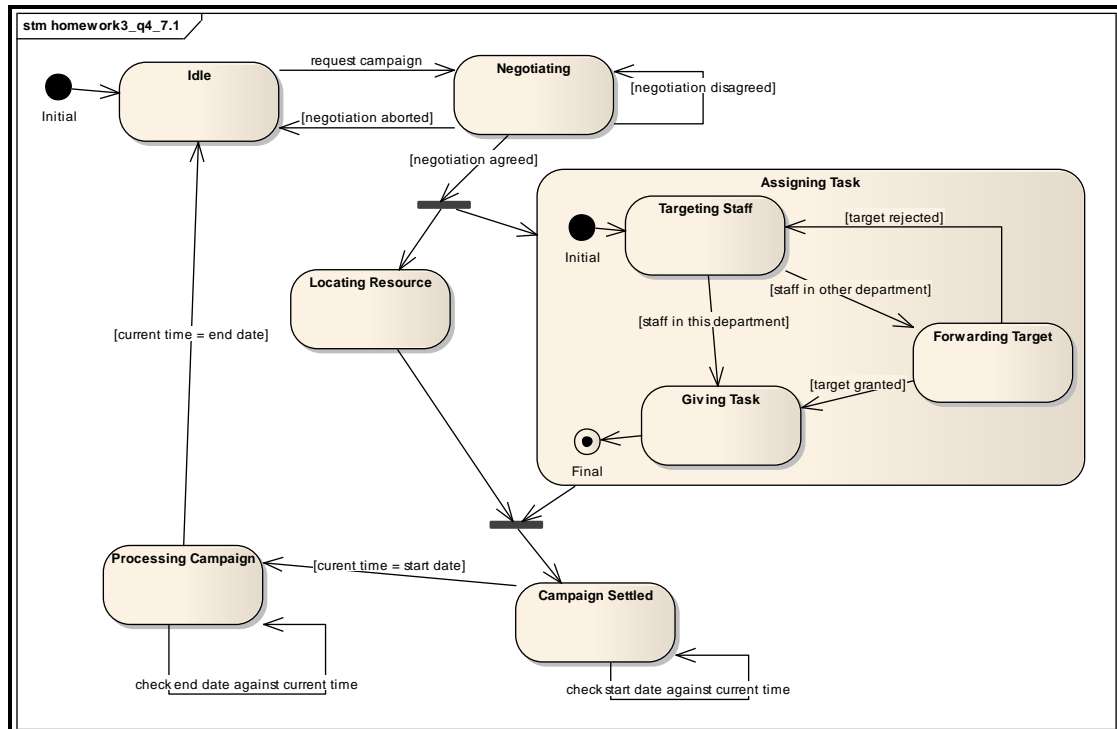 stm homework3_q4_7.1
Initial
Idle
request campaign
Negotiating
[negotiation disagreed]
[negotiation aborted]
[negotiation agreed]
Assigning Task
Initial
Targeting Staff
[target rejected]
Locating Resource
[staff in other department]
[staff in this department]
Forwarding Target
[current time = end date]
[target granted]
Giving Task
Final
Processing Campaign
[curent time = start date]
Campaign Settled
check end date against current time
check start date against current time